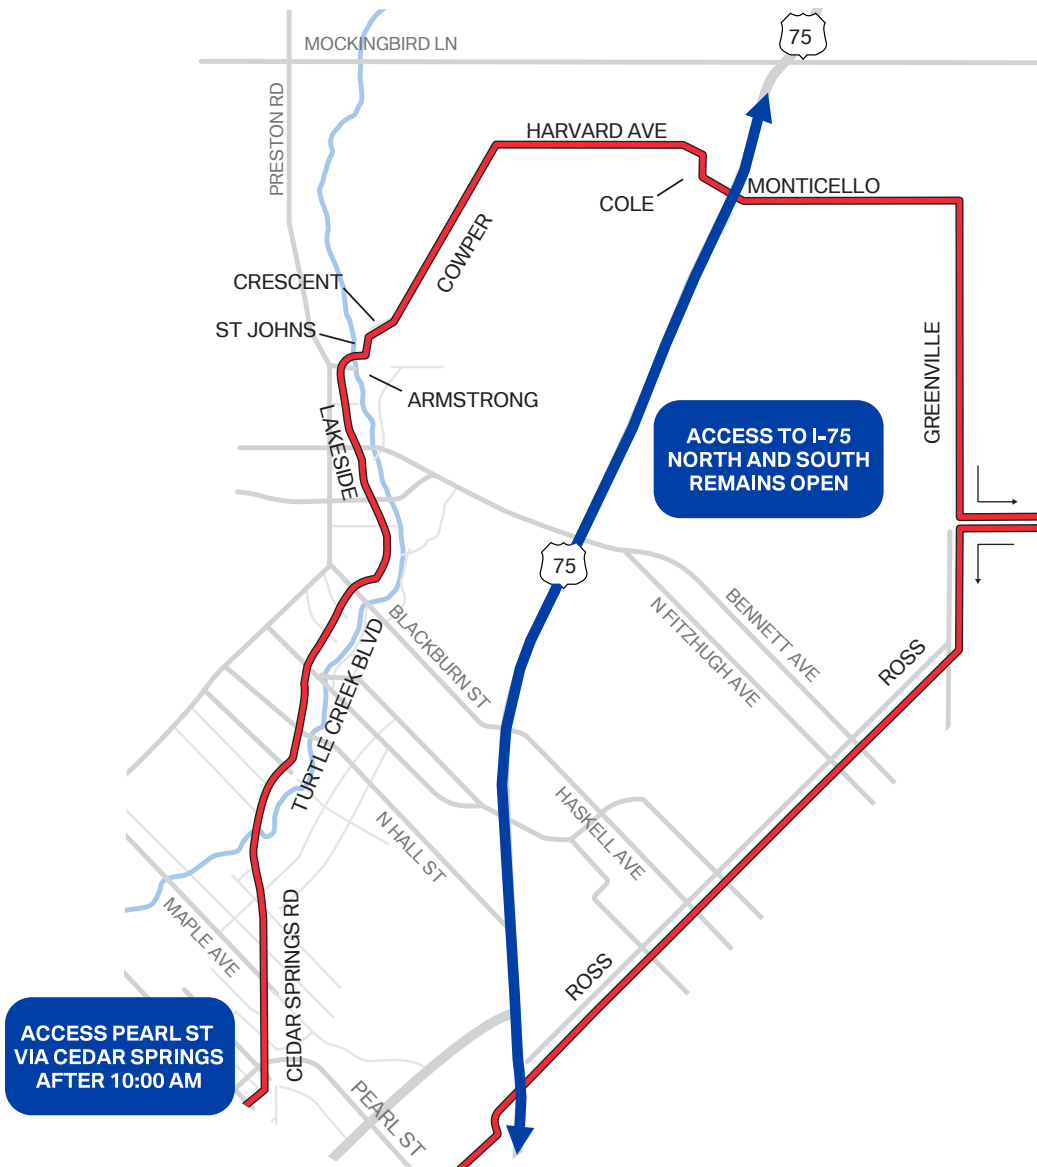 75
MOCKINGBIRD LN
PRESTON RD
HARVARD AVE
COLE
MONTICELLO
COWPER
CRESCENT
ST JOHNS
ARMSTRONG
LAKESIDE
GREENVILLE
ACCESS TO I-75
NORTH AND SOUTH
REMAINS OPEN
75
BLACKBURN ST
N FITZHUGH AVE
BENNETT AVE
ROSS
TURTLE CREEK BLVD
HASKELL AVE
N HALL ST
MAPLE AVE
CEDAR SPRINGS RD
ROSS
ACCESS PEARL ST
VIA CEDAR SPRINGS
AFTER 10:00 AM
PEARL ST